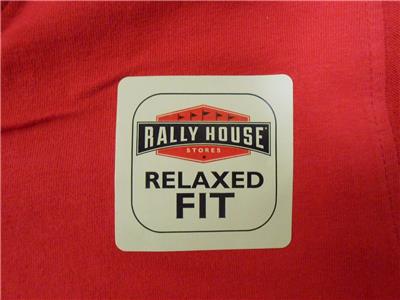 RALLY HOUSE
STORES
RELAXED
FIT